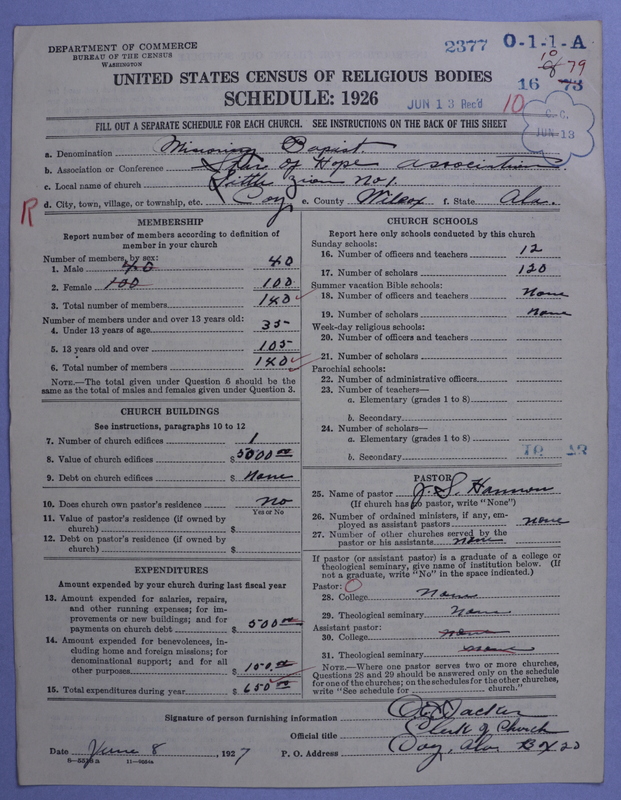 DEPARTMENT OF COMMERCE
BUREAU OF THE CENSUS
WASHINGTON
2377 O-1-1-A
10 of 79
16 73
UNITED STATES CENSUS OF RELIGIOUS BODIES
SCHEDULE: 1926
JUN 13 Rec'd 10
C. C.
JUN 13
FILL OUT A SEPARATE SCHEDULE FOR EACH CHURCH. SEE INSTRUCTIONS ON THE BACK OF THIS SHEET
a. Denomination Missionary Baptist
b. Association or Conference Star of Hope association.
c. Local name of church Little Zion No 1.
R
d. City, town, village, or township, etc. Coy e. County Wilcox f. State Ala.
MEMBERSHIP
Report number of members according to definition of
member in your church
Number of members, by sex:
1. Male 40 40
2. Female 100 100
3. Total number of members 140
Number of members under and over 13 years old:
4. Under 13 years of age 35
5. 13 years old and over 105
6. Total number of members 140
NOTE.—The total given under Question 6 should be the
same as the total of males and females given under Question 3.
CHURCH BUILDINGS
See instructions, paragraphs 10 to 12
7. Number of church edifices 1
8. Value of church edifices $5000 00
9. Debt on church edifices $ None
10. Does church own pastor's residence No
Yes or No
11. Value of pastor's residence (if owned by
church) $
12. Debt on pastor's residence (if owned by
church) $
EXPENDITURES
Amount expended by your church during last fiscal year
13. Amount expended for salaries, repairs,
and other running expenses; for im-
provements or new buildings; and for
payments on church debt $ 500 00
14. Amount expended for benevolences, in-
cluding home and foreign missions; for
denominational support; and for all
other purposes $ 150.00
15. Total expenditures during year $ 650 00
CHURCH SCHOOLS
Report here only schools conducted by this church
Sunday schools:
16. Number of officers and teachers 12
17. Number of scholars 120
Summer vacation Bible schools:
18. Number of officers and teachers None
19. Number of scholars None
Week-day religious schools:
20. Number of officers and teachers
21. Number of scholars
Parochial schools:
22. Number of administrative officers
23. Number of teachers—
a. Elementary (grades 1 to 8)
b. Secondary
24. Number of scholars—
a. Elementary (grades 1 to 8)
b. Secondary
PASTOR
25. Name of pastor J. S. Hannon
(If church has no pastor, write "None")
26. Number of ordained ministers, if any, em-
ployed as assistant pastors none
27. Number of other churches served by the
pastor or his assistants none
If pastor (or assistant pastor) is a graduate of a college or
theological seminary, give name of institution below. (If
not a graduate, write "No" in the space indicated.)
Pastor:
28. College None
29. Theological seminary None
Assistant pastor:
30. College none
31. Theological seminary none
NOTE.—Where one pastor serves two or more churches,
Questions 28 and 29 should be answered only on the schedule
for one of the churches; on the schedules for the other churches,
write "See schedule for church."
Signature of person furnishing information
Official title Clerk of Church
Date June 8, 1927 P. O. Address Coy, Ala Box 23